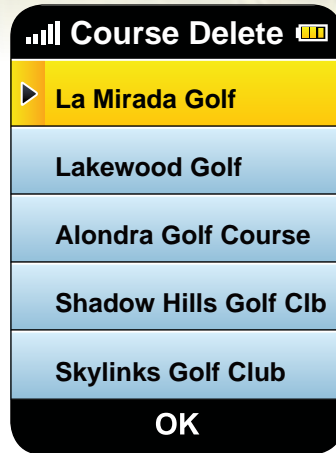 Course Delete
La Mirada Golf
Lakewood Golf
Alondra Golf Course
Shadow Hills Golf Clb
Skylinks Golf Club
OK